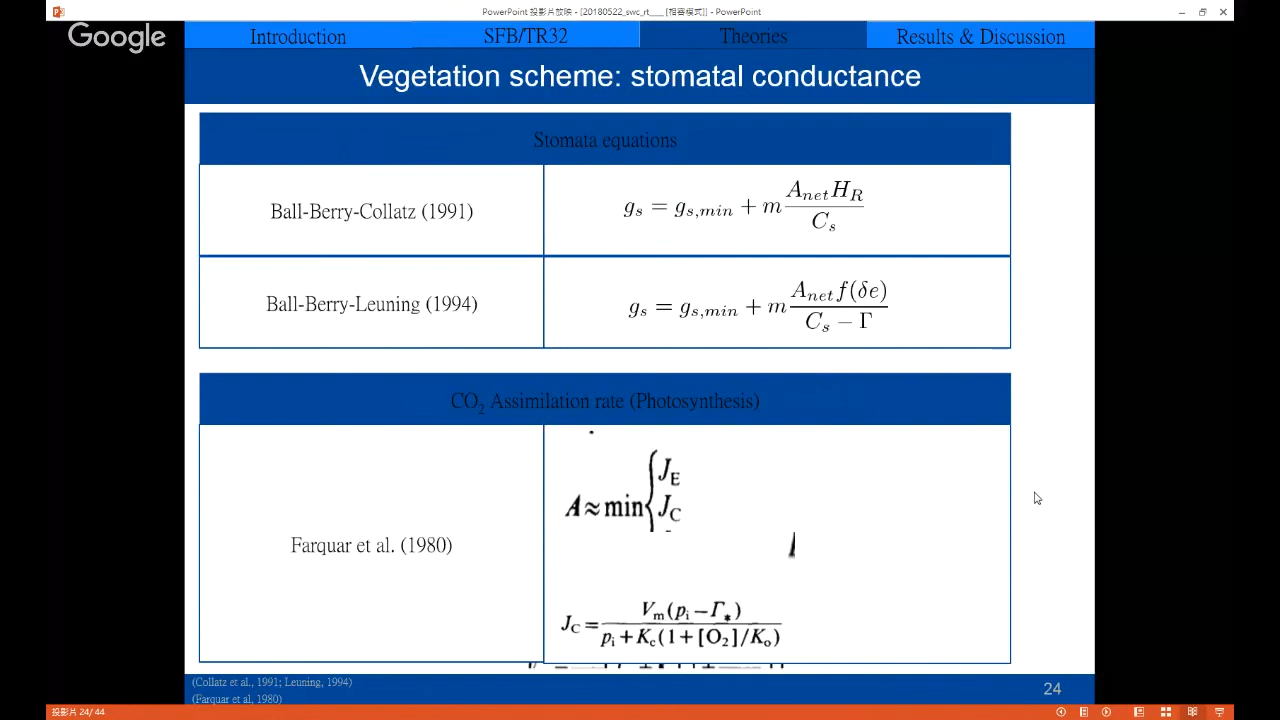 PowerPoint 投影片放映 - [20180522_swc_rt___ [相容模式]] - PowerPoint
Google
Introduction SFB/TR32 Theories Results & Discussion
Vegetation scheme: stomatal conductance
Stomata equations
Ball-Berry-Collatz (1991)
g_s = g_{s,min} + m \frac{A_{net} H_R}{C_s}
Ball-Berry-Leuning (1994)
g_s = g_{s,min} + m \frac{A_{net} f(δe)}{C_s − Γ}
CO₂ Assimilation rate (Photosynthesis)
Farquar et al. (1980)
A ≈ min { J_E
J_C
J_C = \frac{V_m (p_i − Γ_*)}{p_i + K_c (1 + [O_2]/K_o)}
(Collatz et al., 1991; Leuning, 1994)
(Farquar et al, 1980)
24
投影片 24/ 44